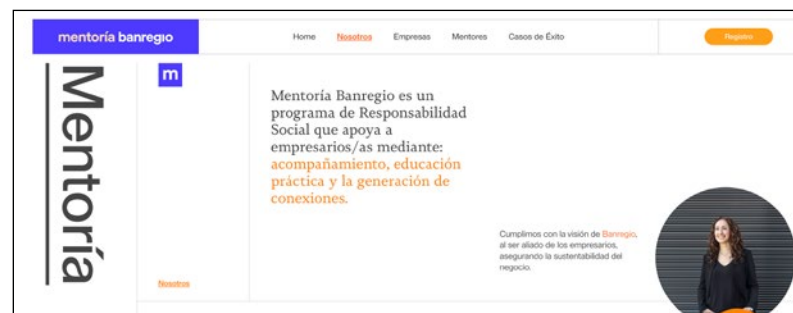 mentoría banregio
Home Nosotros Empresas Mentores Casos de Éxito
Registro
Mentoría
m
Mentoría Banregio es un
programa de Responsabilidad
Social que apoya a
empresarios/as mediante:
acompañamiento, educación
práctica y la generación de
conexiones.
Cumplimos con la visión de Banregio,
al ser aliado de los empresarios,
asegurando la sustentabilidad del
negocio.
Nosotros